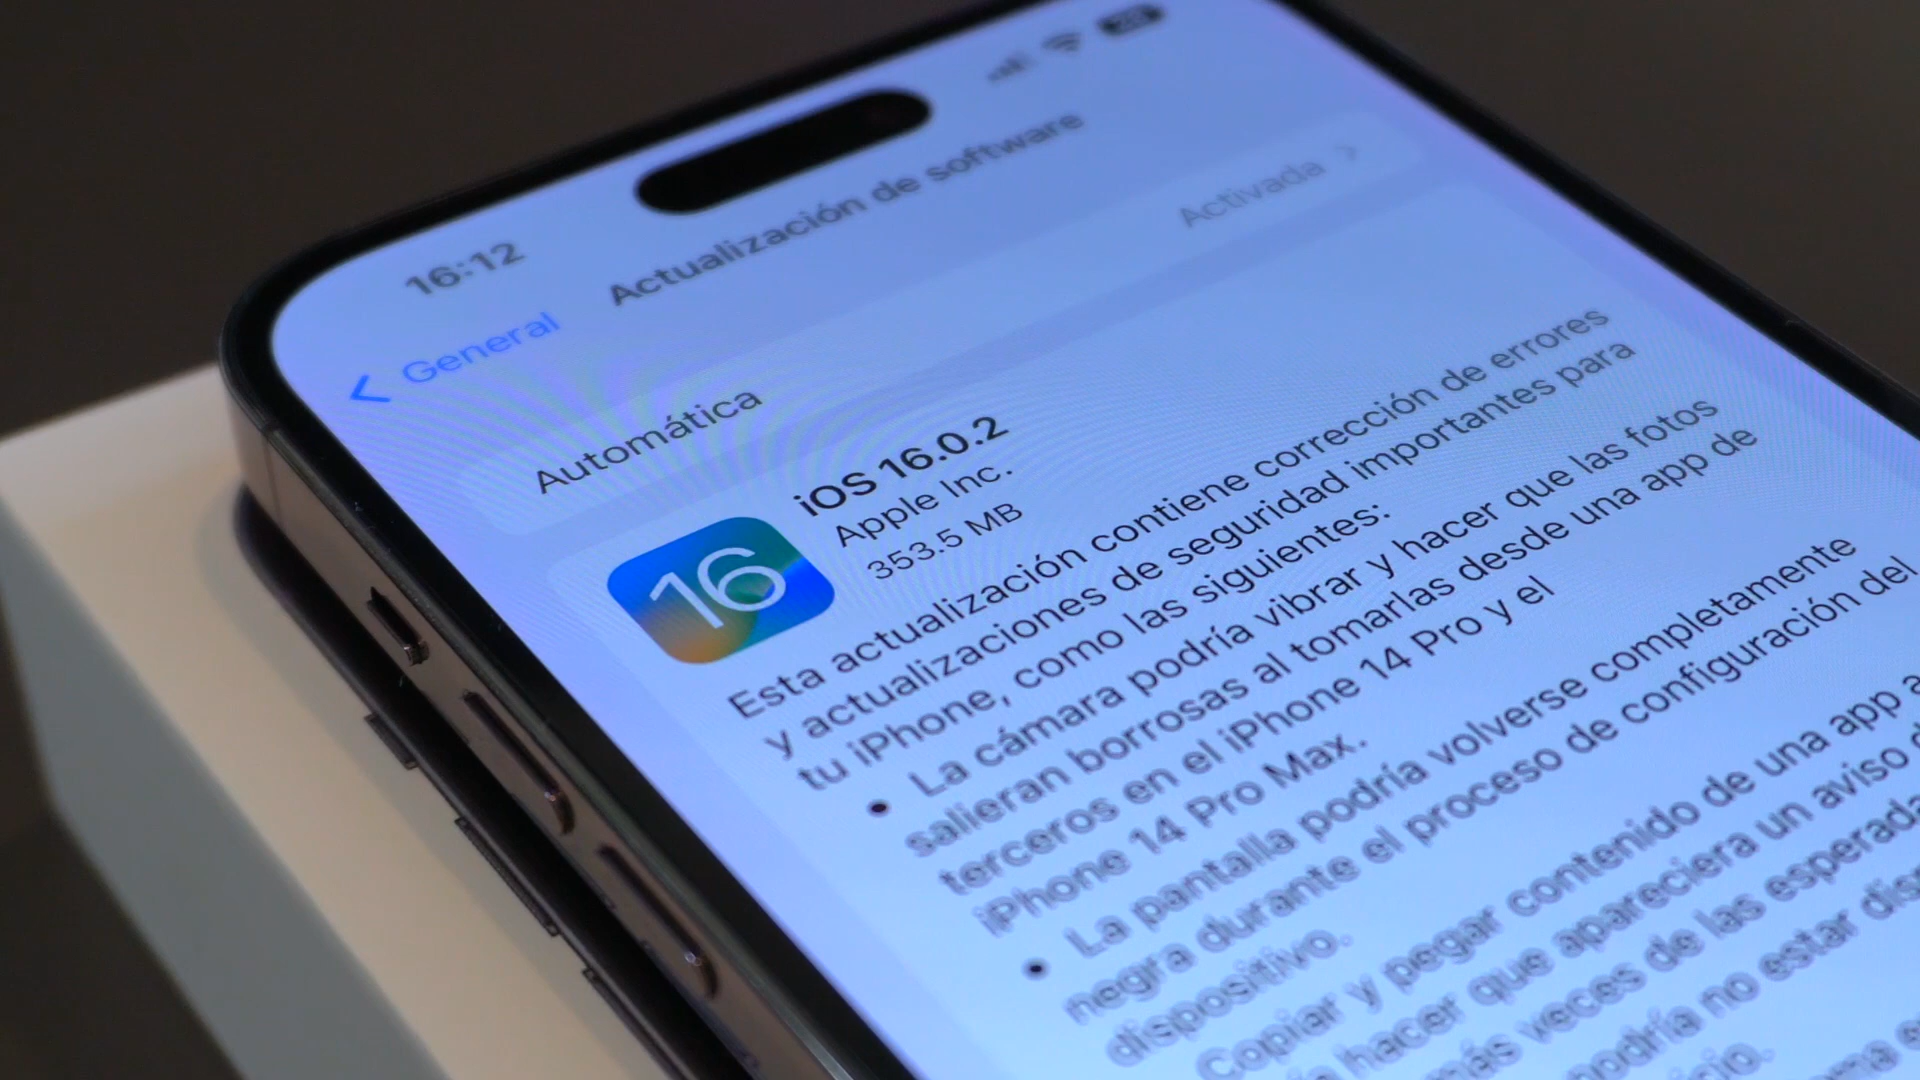 16:12
General
Actualización de software
Automática
Activada
16
iOS 16.0.2
Apple Inc.
353.5 MB
Esta actualización contiene corrección de errores
y actualizaciones de seguridad importantes para
tu iPhone, como las siguientes:
• La cámara podría vibrar y hacer que las fotos
salieran borrosas al tomarlas desde una app de
terceros en el iPhone 14 Pro y el
iPhone 14 Pro Max.
• La pantalla podría volverse completamente
negra durante el proceso de configuración del
dispositivo.
Copiar y pegar contenido de una app a
hacer que apareciera un aviso
más veces de las esperadas
podría no estar